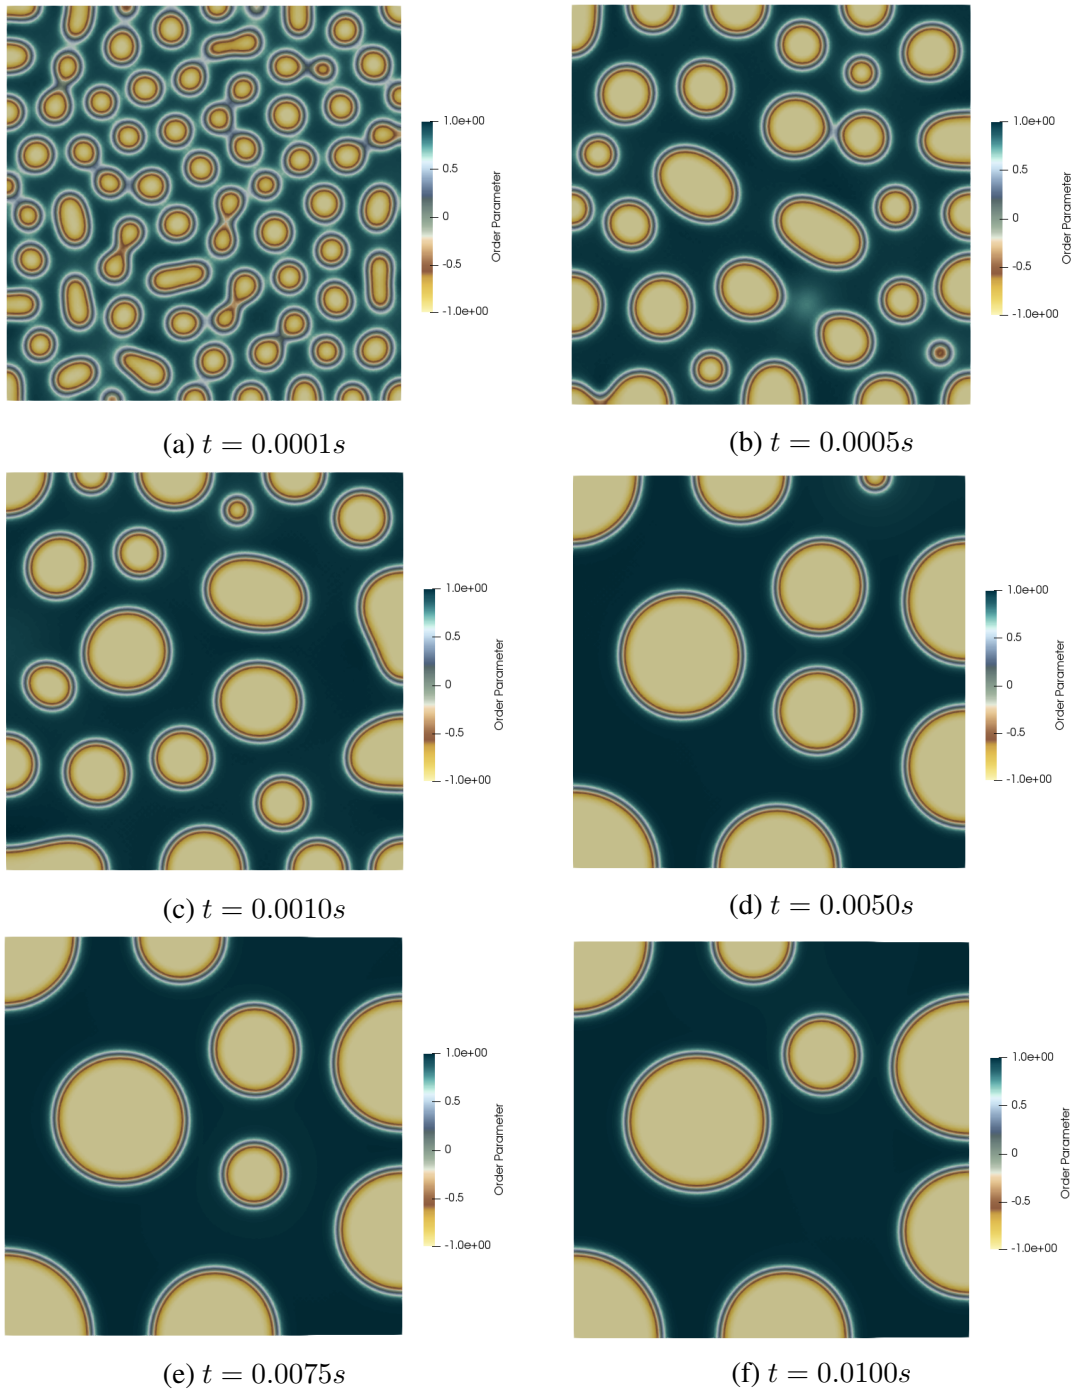 1.0e+00
0.5
0
-0.5
-1.0e+00
Order Parameter
1.0e+00
0.5
0
-0.5
-1.0e+00
Order Parameter
(a) t = 0.0001s
(b) t = 0.0005s
1.0e+00
0.5
0
-0.5
-1.0e+00
Order Parameter
1.0e+00
0.5
0
-0.5
-1.0e+00
Order Parameter
(c) t = 0.0010s
(d) t = 0.0050s
1.0e+00
0.5
0
-0.5
-1.0e+00
Order Parameter
1.0e+00
0.5
0
-0.5
-1.0e+00
Order Parameter
(e) t = 0.0075s
(f) t = 0.0100s